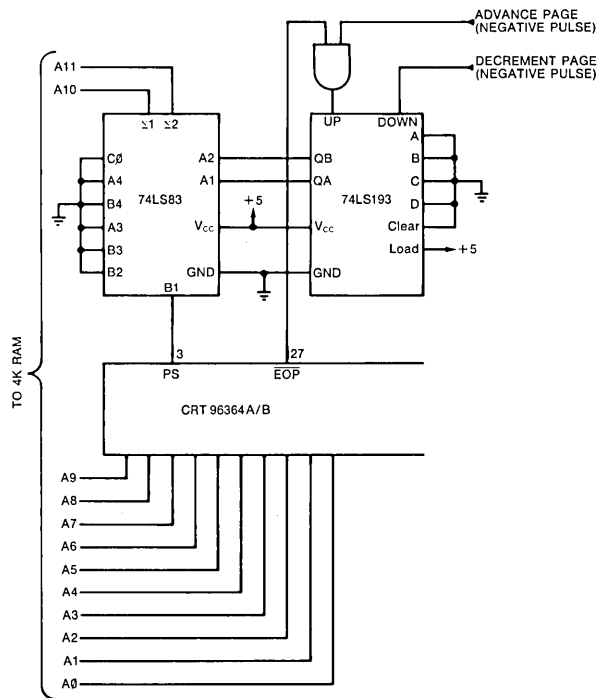 ADVANCE PAGE
(NEGATIVE PULSE)
DECREMENT PAGE
(NEGATIVE PULSE)
A11
A10
Σ1 Σ2
UP DOWN
CØ
A4
B4
A3
B3
B2
74LS83
A2
A1
VCC
GND
B1
+5
QB
QA
VCC
GND
74LS193
A
B
C
D
Clear
Load
+5
TO 4K RAM
3
27
PS
EOP
CRT 96364A/B
A9
A8
A7
A6
A5
A4
A3
A2
A1
AØ